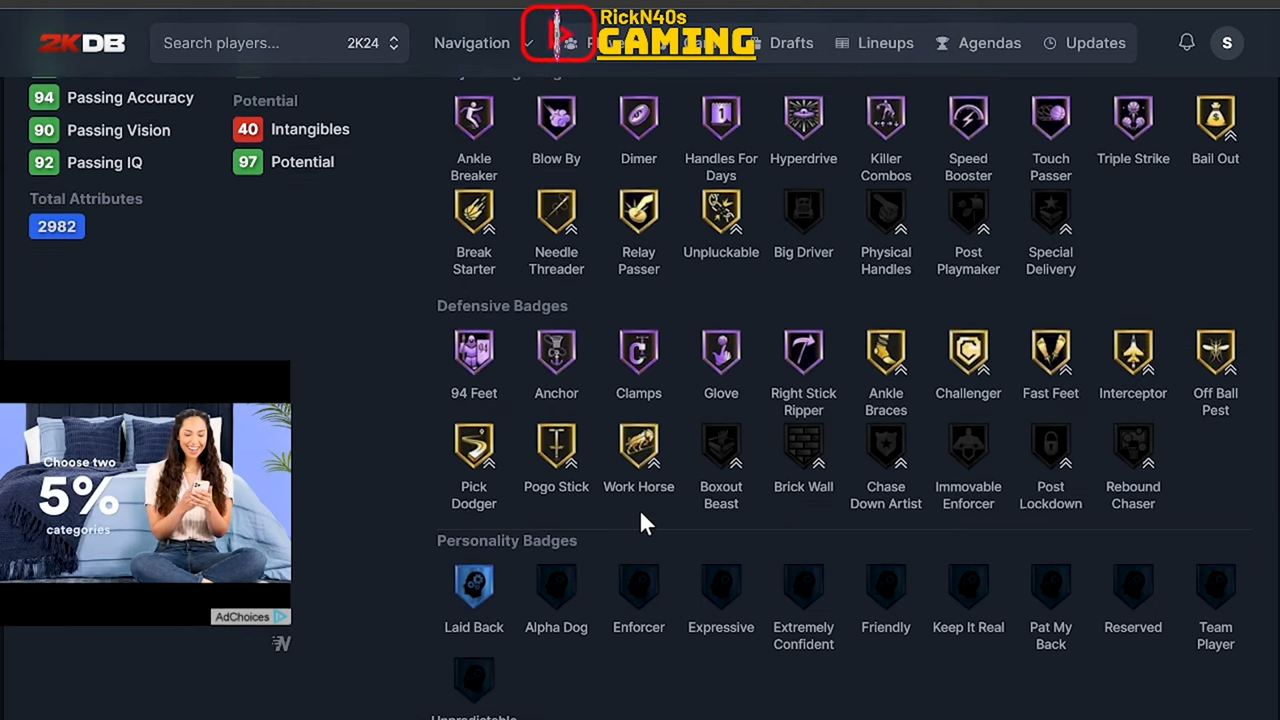 RickN40s
GAMING
2KDB
Search players...
2K24
Navigation
Drafts
Lineups
Agendas
Updates
S
94 Passing Accuracy
90 Passing Vision
92 Passing IQ
Total Attributes
2982
Potential
40 Intangibles
97 Potential
Ankle Breaker
Blow By
Dimer
Handles For Days
Hyperdrive
Killer Combos
Speed Booster
Touch Passer
Triple Strike
Bail Out
Break Starter
Needle Threader
Relay Passer
Unpluckable
Big Driver
Physical Handles
Post Playmaker
Special Delivery
Defensive Badges
94 Feet
Anchor
Clamps
Glove
Right Stick Ripper
Ankle Braces
Challenger
Fast Feet
Interceptor
Off Ball Pest
Pick Dodger
Pogo Stick
Work Horse
Boxout Beast
Brick Wall
Chase Down Artist
Immovable Enforcer
Post Lockdown
Rebound Chaser
Personality Badges
Laid Back
Alpha Dog
Enforcer
Expressive
Extremely Confident
Friendly
Keep It Real
Pat My Back
Reserved
Team Player
Choose two
5%
categories
AdChoices